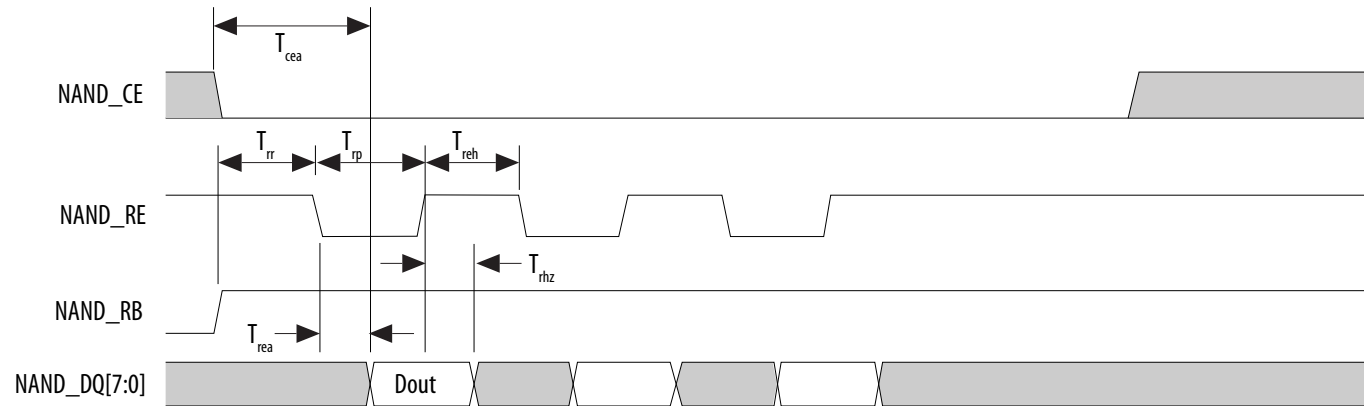 Tcea
NAND_CE
Trr Trp Treh
NAND_RE
Trhz
NAND_RB
Trea
NAND_DQ[7:0] Dout